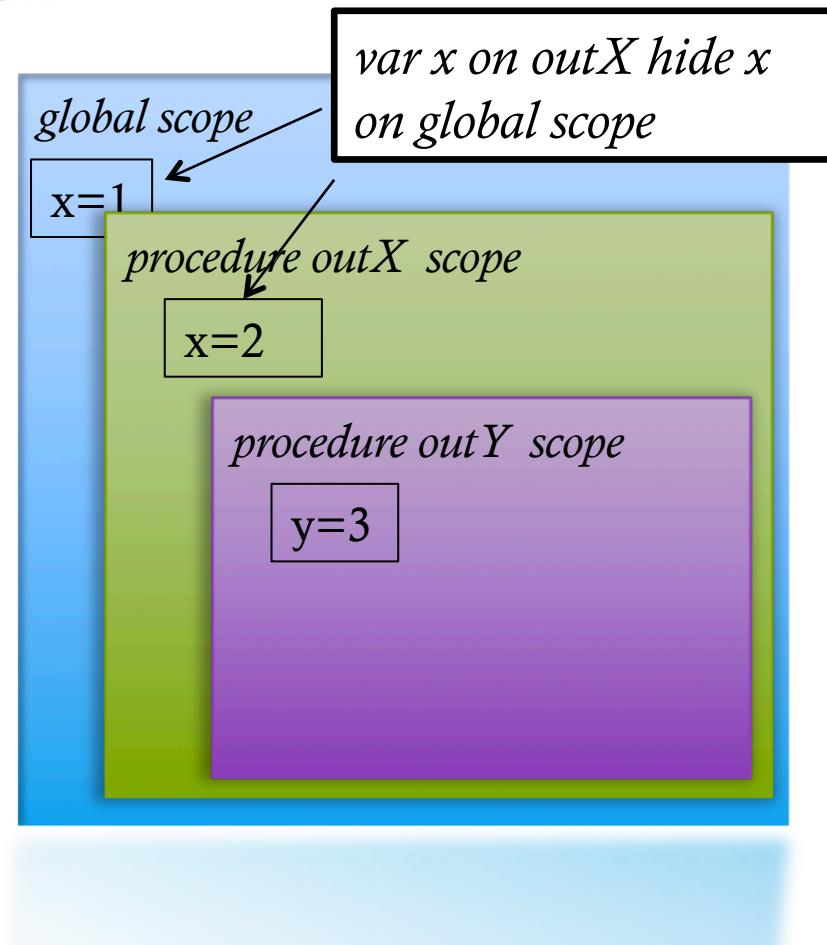 var x on outX hide x
on global scope
global scope
x=1
procedure outX scope
x=2
procedure outY scope
y=3